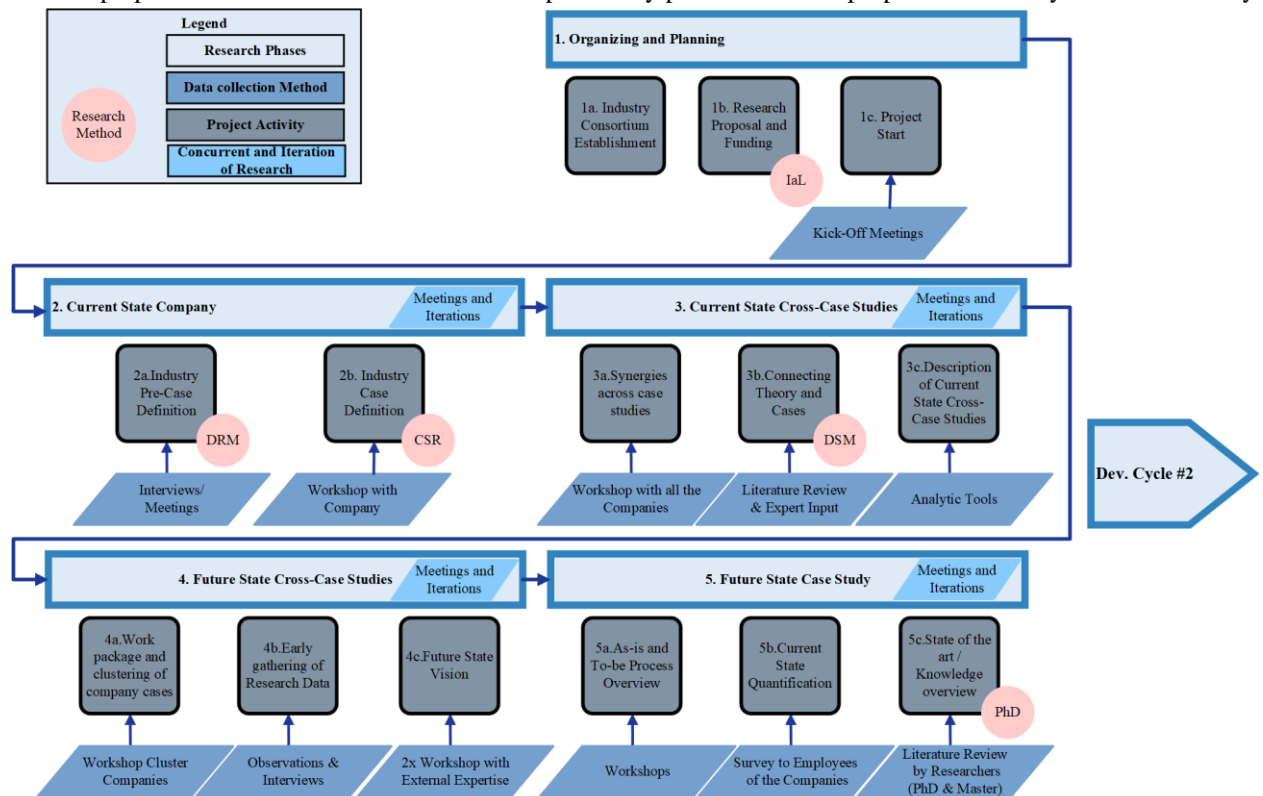 Legend
Research Phases
Data collection Method
Project Activity
Concurrent and Iteration
of Research
Research
Method
1. Organizing and Planning
1a. Industry
Consortium
Establishment
1b. Research
Proposal and
Funding
IaL
1c. Project
Start
Kick-Off Meetings
2. Current State Company
Meetings and
Iterations
2a.Industry
Pre-Case
Definition
DRM
2b. Industry
Case
Definition
CSR
Interviews/
Meetings
Workshop with
Company
3. Current State Cross-Case Studies
Meetings and
Iterations
3a.Synergies
across case
studies
3b.Connecting
Theory and
Cases
DSM
3c.Description
of Current
State Cross-
Case Studies
Workshop with all the
Companies
Literature Review
& Expert Input
Analytic Tools
Dev. Cycle #2
4. Future State Cross-Case Studies
Meetings and
Iterations
4a.Work
package and
clustering of
company cases
4b.Early
gathering of
Research Data
4c.Future State
Vision
Workshop Cluster
Companies
Observations &
Interviews
2x Workshop with
External Expertise
5. Future State Case Study
Meetings and
Iterations
5a.As-is and
To-be Process
Overview
5b.Current
State
Quantification
5c.State of the
art /
Knowledge
overview
PhD
Workshops
Survey to Employees
of the Companies
Literature Review
by Researchers
(PhD & Master)